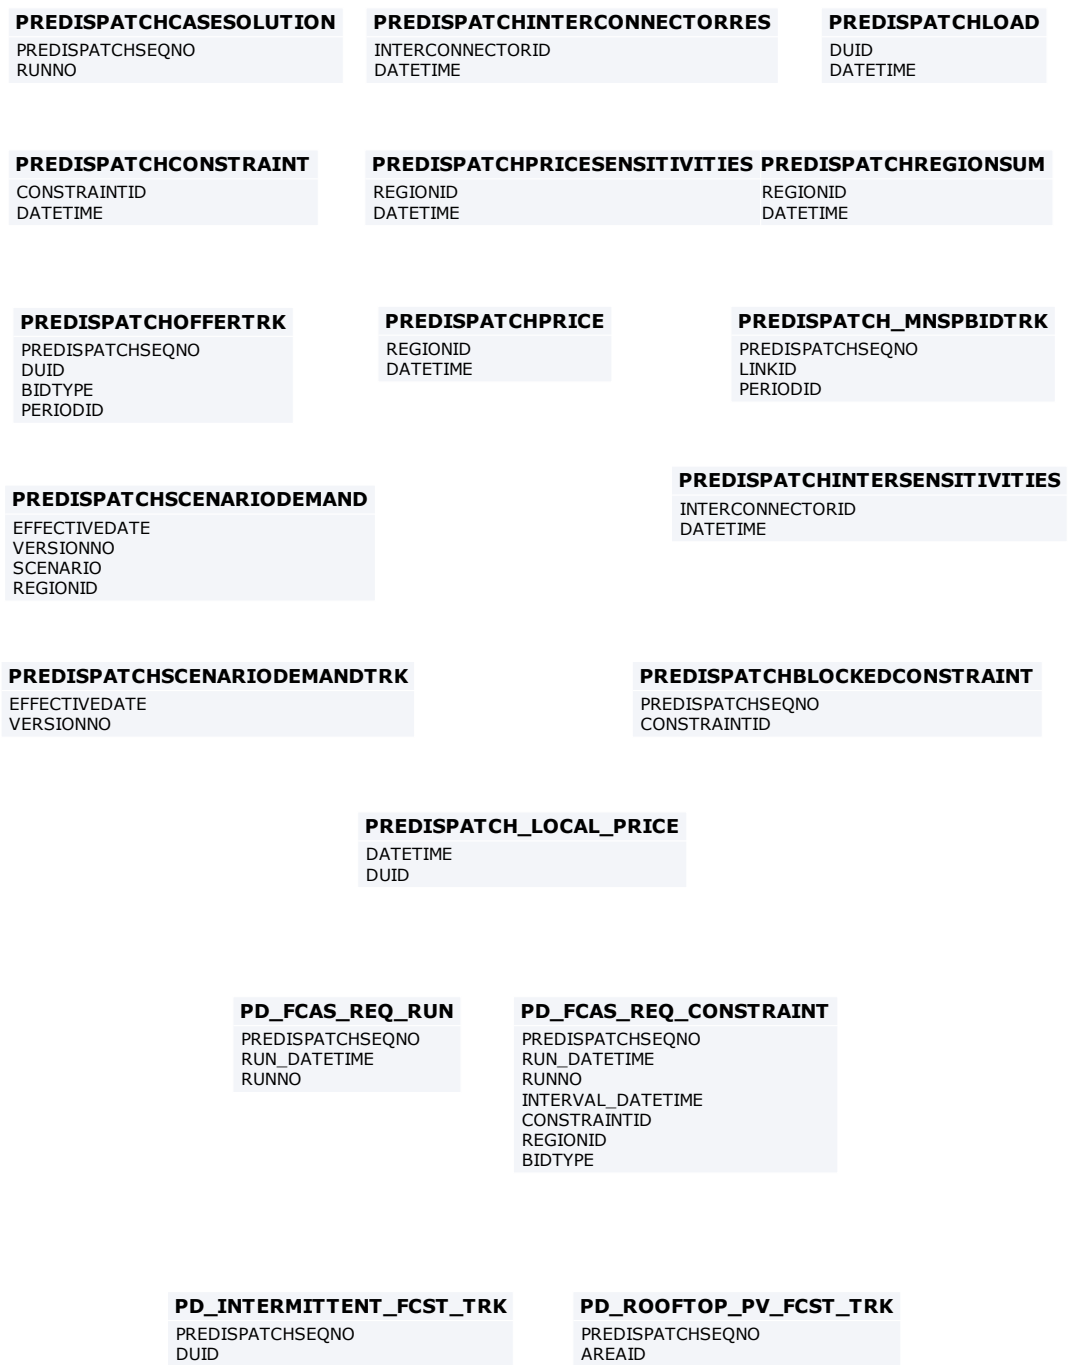 PREDISPATCHCASESOLUTION
PREDISPATCHSEQNO
RUNNO
PREDISPATCHINTERCONNECTORRES
INTERCONNECTORID
DATETIME
PREDISPATCHLOAD
DUID
DATETIME
PREDISPATCHCONSTRAINT
CONSTRAINTID
DATETIME
PREDISPATCHPRICESENSITIVITIES
REGIONID
DATETIME
PREDISPATCHREGIONSUM
REGIONID
DATETIME
PREDISPATCHOFFERTRK
PREDISPATCHSEQNO
DUID
BIDTYPE
PERIODID
PREDISPATCHPRICE
REGIONID
DATETIME
PREDISPATCH_MNSPBIDTRK
PREDISPATCHSEQNO
LINKID
PERIODID
PREDISPATCHSCENARIODEMAND
EFFECTIVEDATE
VERSIONNO
SCENARIO
REGIONID
PREDISPATCHINTERSENSITIVITIES
INTERCONNECTORID
DATETIME
PREDISPATCHSCENARIODEMANDTRK
EFFECTIVEDATE
VERSIONNO
PREDISPATCHBLOCKEDCONSTRAINT
PREDISPATCHSEQNO
CONSTRAINTID
PREDISPATCH_LOCAL_PRICE
DATETIME
DUID
PD_FCAS_REQ_RUN
PREDISPATCHSEQNO
RUN_DATETIME
RUNNO
PD_FCAS_REQ_CONSTRAINT
PREDISPATCHSEQNO
RUN_DATETIME
RUNNO
INTERVAL_DATETIME
CONSTRAINTID
REGIONID
BIDTYPE
PD_INTERMITTENT_FCST_TRK
PREDISPATCHSEQNO
DUID
PD_ROOFTOP_PV_FCST_TRK
PREDISPATCHSEQNO
AREAID